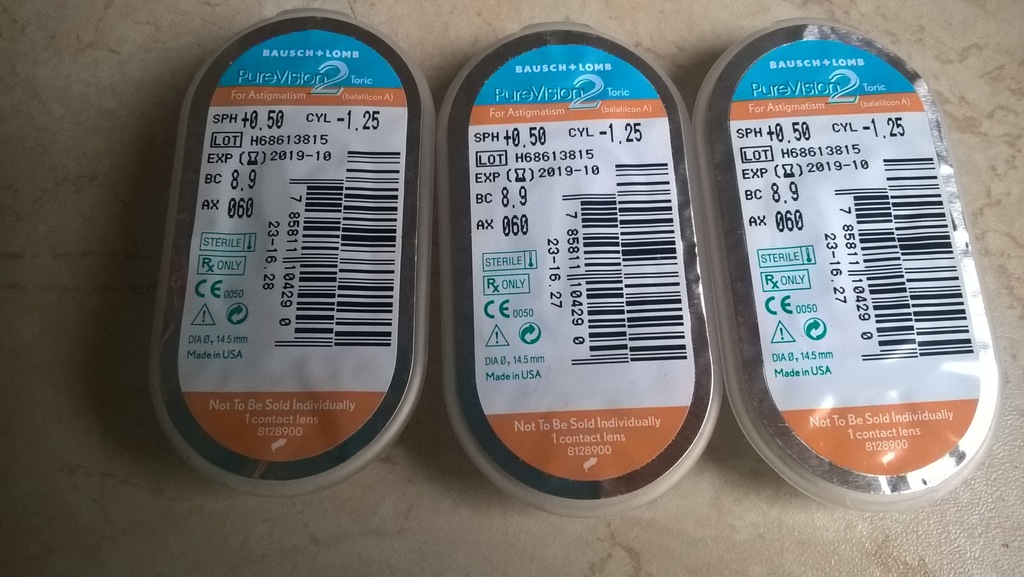 BAUSCH + LOMB
PureVision 2 Toric
For Astigmatism (balafilcon A)
SPH +0.50 CYL -1.25
LOT H68613815
EXP 2019-10
BC 8.9
AX 060
7 85811 10429 0
23-16.28
STERILE
Rx ONLY
CE 0050
DIA Ø, 14.5 mm
Made in USA
Not To Be Sold Individually
1 contact lens
8128900
BAUSCH + LOMB
PureVision 2 Toric
For Astigmatism (balafilcon A)
SPH +0.50 CYL -1.25
LOT H68613815
EXP 2019-10
BC 8.9
AX 060
7 85811 10429 0
23-16.27
STERILE
Rx ONLY
CE 0050
DIA Ø, 14.5 mm
Made in USA
Not To Be Sold Individually
1 contact lens
8128900
BAUSCH + LOMB
PureVision 2 Toric
For Astigmatism (balafilcon A)
SPH +0.50 CYL -1.25
LOT H68613815
EXP 2019-10
BC 8.9
AX 060
7 85811 10429 0
23-16.27
STERILE
Rx ONLY
CE 0050
DIA Ø, 14.5 mm
Made in USA
Not To Be Sold Individually
1 contact lens
8128900